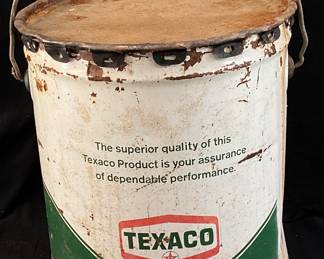 The superior quality of this
Texaco Product is your assurance
of dependable performance.
TEXACO